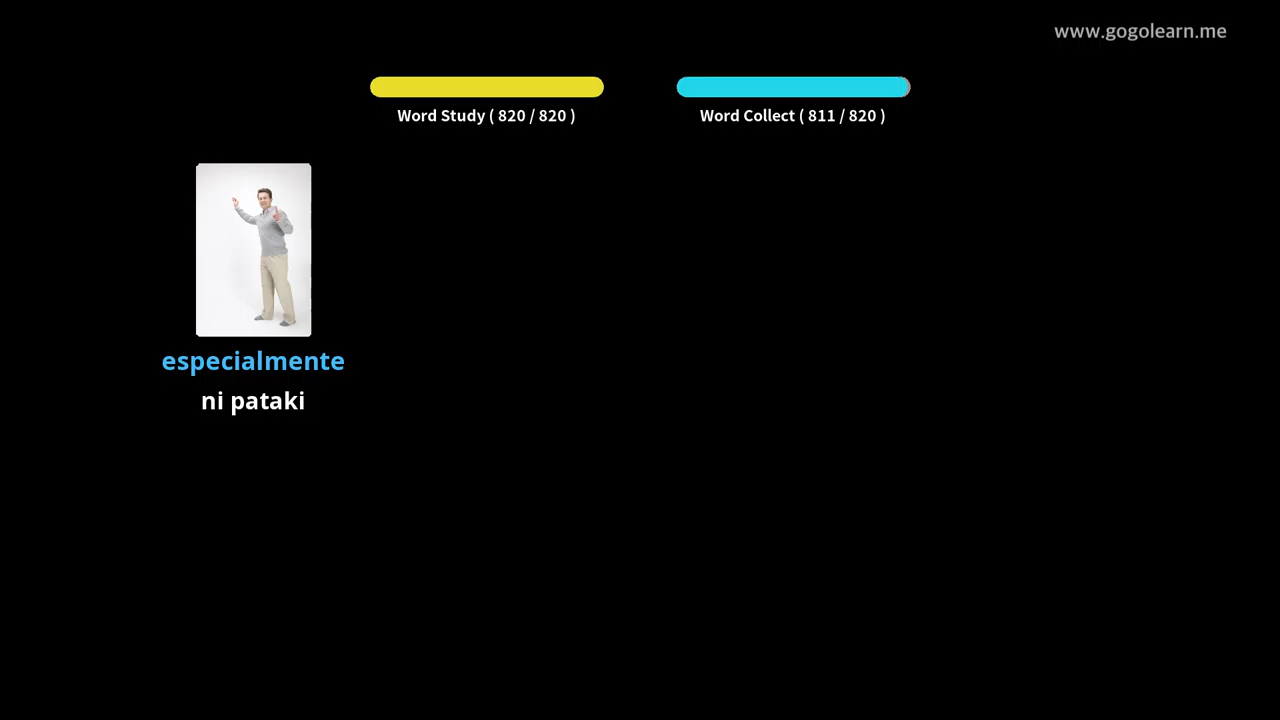 www.gogolearn.me
Word Study ( 820 / 820 )
Word Collect ( 811 / 820 )
especialmente
ni pataki